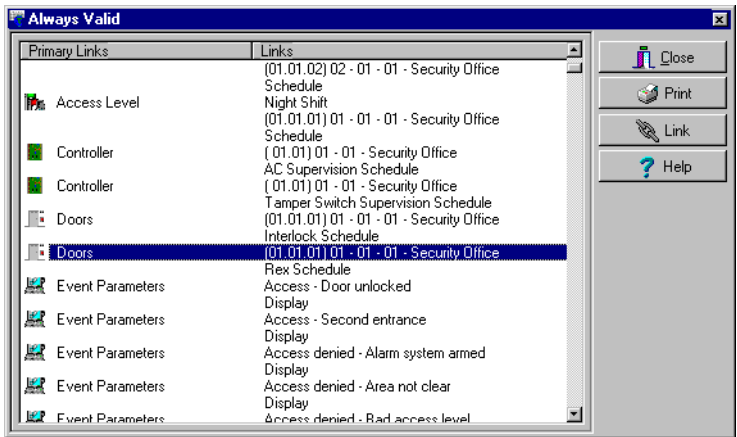 Always Valid
Primary Links Links
(01.01.02) 02 - 01 - 01 - Security Office
Schedule
Access Level Night Shift
(01.01.01) 01 - 01 - 01 - Security Office
Schedule
Controller ( 01.01) 01 - 01 - Security Office
AC Supervision Schedule
Controller ( 01.01) 01 - 01 - Security Office
Tamper Switch Supervision Schedule
Doors (01.01.01) 01 - 01 - 01 - Security Office
Interlock Schedule
Doors (01.01.01) 01 - 01 - 01 - Security Office
Rex Schedule
Event Parameters Access - Door unlocked
Display
Event Parameters Access - Second entrance
Display
Event Parameters Access denied - Alarm system armed
Display
Event Parameters Access denied - Area not clear
Display
Event Parameters Access denied - Bad access level
Close
Print
Link
Help